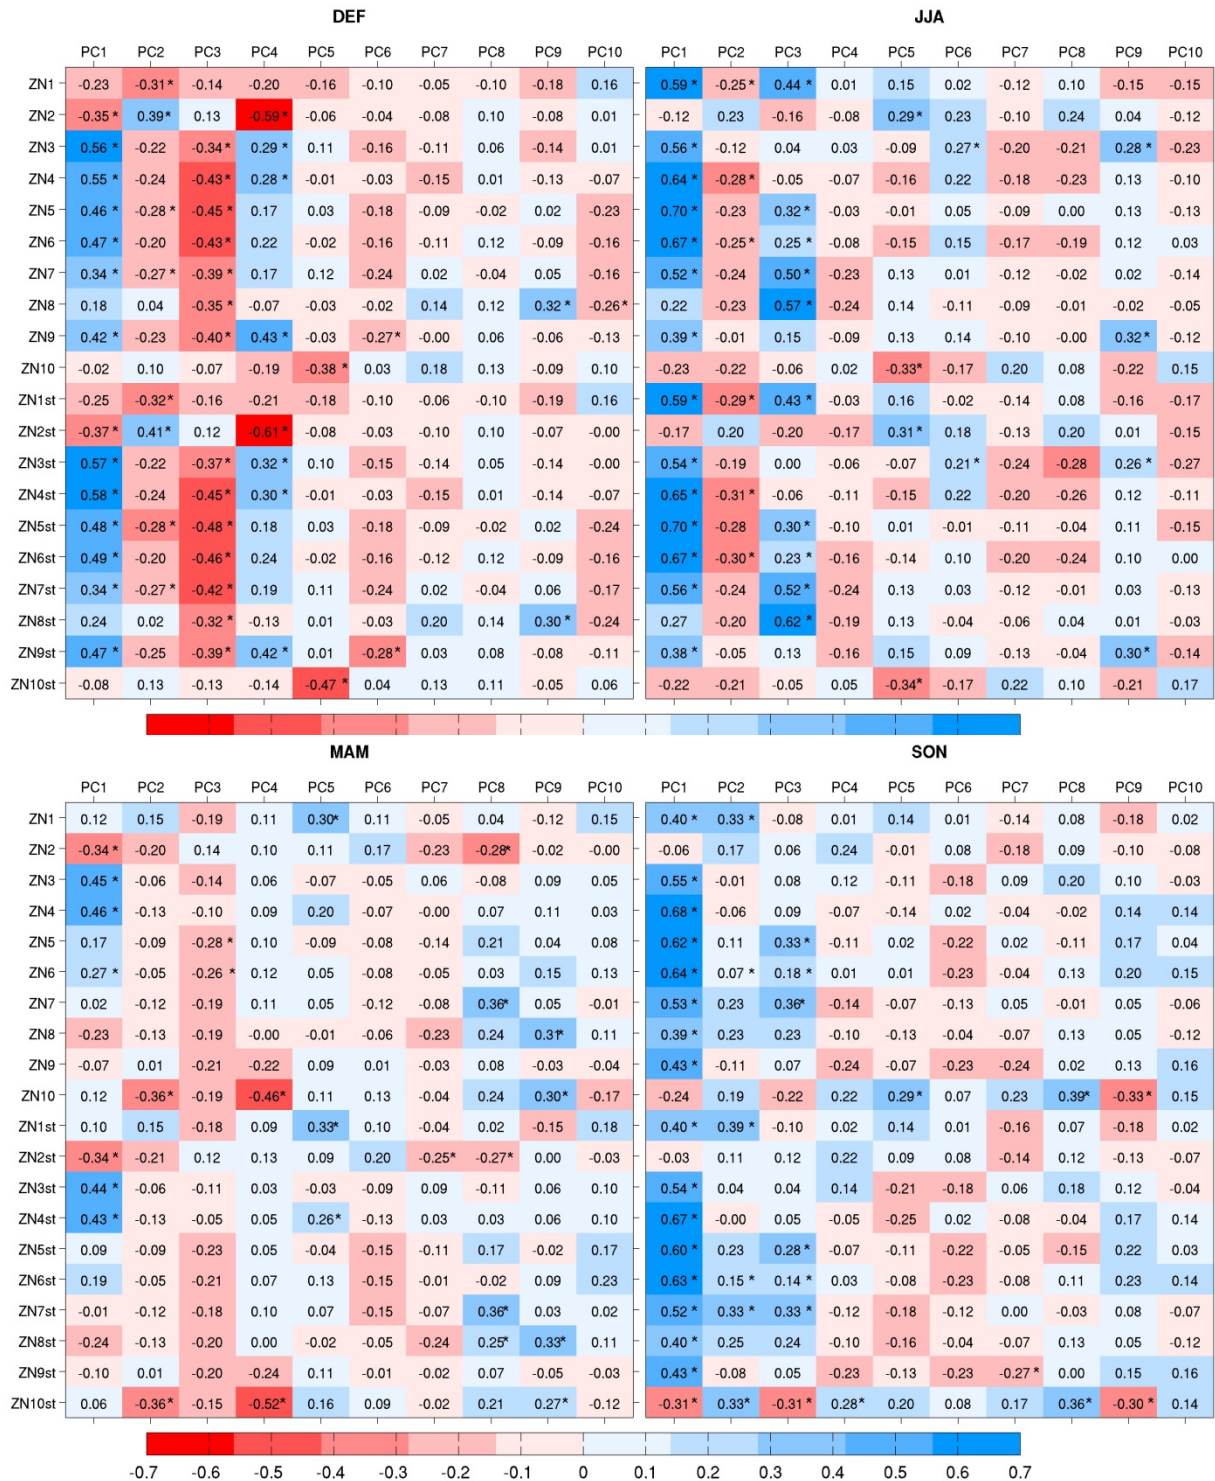 DEF JJA
PC1 PC2 PC3 PC4 PC5 PC6 PC7 PC8 PC9 PC10 PC1 PC2 PC3 PC4 PC5 PC6 PC7 PC8 PC9 PC10
ZN1 -0.23 -0.31* -0.14 -0.20 -0.16 -0.10 -0.05 -0.10 -0.18 0.16 0.59* -0.25* 0.44* 0.01 0.15 0.02 -0.12 0.10 -0.15 -0.15
ZN2 -0.35* 0.39* 0.13 -0.59* -0.06 -0.04 -0.08 0.10 -0.08 0.01 -0.12 0.23 -0.16 -0.08 0.29* 0.23 -0.10 0.24 0.04 -0.12
ZN3 0.56* -0.22 -0.34* 0.29* 0.11 -0.16 -0.11 0.06 -0.14 0.01 0.56* -0.12 0.04 0.03 -0.09 0.27* -0.20 -0.21 0.28* -0.23
ZN4 0.55* -0.24 -0.43* 0.28* -0.01 -0.03 -0.15 0.01 -0.13 -0.07 0.64* -0.28* -0.05 -0.07 -0.16 0.22 -0.18 -0.23 0.13 -0.10
ZN5 0.46* -0.28* -0.45* 0.17 0.03 -0.18 -0.09 -0.02 0.02 -0.23 0.70* -0.23 0.32* -0.03 -0.01 0.05 -0.09 0.00 0.13 -0.13
ZN6 0.47* -0.20 -0.43* 0.22 -0.02 -0.16 -0.11 0.12 -0.09 -0.16 0.67* -0.25* 0.25* -0.08 -0.15 0.15 -0.17 -0.19 0.12 0.03
ZN7 0.34* -0.27* -0.39* 0.17 0.12 -0.24 0.02 -0.04 0.05 -0.16 0.52* -0.24 0.50* -0.23 0.13 0.01 -0.12 -0.02 0.02 -0.14
ZN8 0.18 0.04 -0.35* -0.07 -0.03 -0.02 0.14 0.12 0.32* -0.26* 0.22 -0.23 0.57* -0.24 0.14 -0.11 -0.09 -0.01 -0.02 -0.05
ZN9 0.42* -0.23 -0.40* 0.43* -0.03 -0.27* -0.00 0.06 -0.06 -0.13 0.39* -0.01 0.15 -0.09 0.13 0.14 -0.10 -0.00 0.32* -0.12
ZN10 -0.02 0.10 -0.07 -0.19 -0.38* 0.03 0.18 0.13 -0.09 0.10 -0.23 -0.22 -0.06 0.02 -0.33* -0.17 0.20 0.08 -0.22 0.15
ZN1st -0.25 -0.32* -0.16 -0.21 -0.18 -0.10 -0.06 -0.10 -0.19 0.16 0.59* -0.29* 0.43* -0.03 0.16 -0.02 -0.14 0.08 -0.16 -0.17
ZN2st -0.37* 0.41* 0.12 -0.61* -0.08 -0.03 -0.10 0.10 -0.07 -0.00 -0.17 0.20 -0.20 -0.17 0.31* 0.18 -0.13 0.20 0.01 -0.15
ZN3st 0.57* -0.22 -0.37* 0.32* 0.10 -0.15 -0.14 0.05 -0.14 -0.00 0.54* -0.19 0.00 -0.06 -0.07 0.21* -0.24 -0.28 0.26* -0.27
ZN4st 0.58* -0.24 -0.45* 0.30* -0.01 -0.03 -0.15 0.01 -0.14 -0.07 0.65* -0.31* -0.06 -0.11 -0.15 0.22 -0.20 -0.26 0.12 -0.11
ZN5st 0.48* -0.28* -0.48* 0.18 0.03 -0.18 -0.09 -0.02 0.02 -0.24 0.70* -0.28 0.30* -0.10 0.01 -0.01 -0.11 -0.04 0.11 -0.15
ZN6st 0.49* -0.20 -0.46* 0.24 -0.02 -0.16 -0.12 0.12 -0.09 -0.16 0.67* -0.30* 0.23* -0.16 -0.14 0.10 -0.20 -0.24 0.10 0.00
ZN7st 0.34* -0.27* -0.42* 0.19 0.11 -0.24 0.02 -0.04 0.06 -0.17 0.56* -0.24 0.52* -0.24 0.13 0.03 -0.12 -0.01 0.03 -0.13
ZN8st 0.24 0.02 -0.32* -0.13 0.01 -0.03 0.20 0.14 0.30* -0.24 0.27 -0.20 0.62* -0.19 0.13 -0.04 -0.06 0.04 0.01 -0.03
ZN9st 0.47* -0.25 -0.39* 0.42* 0.01 -0.28* 0.03 0.08 -0.08 -0.11 0.38* -0.05 0.13 -0.16 0.15 0.09 -0.13 -0.04 0.30* -0.14
ZN10st -0.08 0.13 -0.13 -0.14 -0.47* 0.04 0.13 0.11 -0.05 0.06 -0.22 -0.21 -0.05 0.05 -0.34* -0.17 0.22 0.10 -0.21 0.17
MAM SON
PC1 PC2 PC3 PC4 PC5 PC6 PC7 PC8 PC9 PC10 PC1 PC2 PC3 PC4 PC5 PC6 PC7 PC8 PC9 PC10
ZN1 0.12 0.15 -0.19 0.11 0.30* 0.11 -0.05 0.04 -0.12 0.15 0.40* 0.33* -0.08 0.01 0.14 0.01 -0.14 0.08 -0.18 0.02
ZN2 -0.34* -0.20 0.14 0.10 0.11 0.17 -0.23 -0.28* -0.02 -0.00 -0.06 0.17 0.06 0.24 -0.01 0.08 -0.18 0.09 -0.10 -0.08
ZN3 0.45* -0.06 -0.14 0.06 -0.07 -0.05 0.06 -0.08 0.09 0.05 0.55* -0.01 0.08 0.12 -0.11 -0.18 0.09 0.20 0.10 -0.03
ZN4 0.46* -0.13 -0.10 0.09 0.20 -0.07 -0.00 0.07 0.11 0.03 0.68* -0.06 0.09 -0.07 -0.14 0.02 -0.04 -0.02 0.14 0.14
ZN5 0.17 -0.09 -0.28* 0.10 -0.09 -0.08 -0.14 0.21 0.04 0.08 0.62* 0.11 0.33* -0.11 0.02 -0.22 0.02 -0.11 0.17 0.04
ZN6 0.27* -0.05 -0.26* 0.12 0.05 -0.08 -0.05 0.03 0.15 0.13 0.64* 0.07* 0.18* 0.01 0.01 -0.23 -0.04 0.13 0.20 0.15
ZN7 0.02 -0.12 -0.19 0.11 0.05 -0.12 -0.08 0.36* 0.05 -0.01 0.53* 0.23 0.36* -0.14 -0.07 -0.13 0.05 -0.01 0.05 -0.06
ZN8 -0.23 -0.13 -0.19 -0.00 -0.01 -0.06 -0.23 0.24 0.31* 0.11 0.39* 0.23 0.23 -0.10 -0.13 -0.04 -0.07 0.13 0.05 -0.12
ZN9 -0.07 0.01 -0.21 -0.22 0.09 0.01 -0.03 0.08 -0.03 -0.04 0.43* -0.11 0.07 -0.24 -0.07 -0.23 -0.24 0.02 0.13 0.16
ZN10 0.12 -0.36* -0.19 -0.46* 0.11 0.13 -0.04 0.24 0.30* -0.17 -0.24 0.19 -0.22 0.22 0.29* 0.07 0.23 0.39* -0.33* 0.15
ZN1st 0.10 0.15 -0.18 0.09 0.33* 0.10 -0.04 0.02 -0.15 0.18 0.40* 0.39* -0.10 0.02 0.14 0.01 -0.16 0.07 -0.18 0.02
ZN2st -0.34* -0.21 0.12 0.13 0.09 0.20 -0.25* -0.27* 0.00 -0.03 -0.03 0.11 0.12 0.22 0.09 0.08 -0.14 0.12 -0.13 -0.07
ZN3st 0.44* -0.06 -0.11 0.03 -0.03 -0.09 0.09 -0.11 0.06 0.10 0.54* 0.04 0.04 0.14 -0.21 -0.18 0.06 0.18 0.12 -0.04
ZN4st 0.43* -0.13 -0.05 0.05 0.26* -0.13 0.03 0.03 0.06 0.10 0.67* -0.00 0.05 -0.05 -0.25 0.02 -0.08 -0.04 0.17 0.14
ZN5st 0.09 -0.09 -0.23 0.05 -0.04 -0.15 -0.11 0.17 -0.02 0.17 0.60* 0.23 0.28* -0.07 -0.11 -0.22 -0.05 -0.15 0.22 0.03
ZN6st 0.19 -0.05 -0.21 0.07 0.13 -0.15 -0.01 -0.02 0.09 0.23 0.63* 0.15* 0.14* 0.03 -0.08 -0.23 -0.08 0.11 0.23 0.14
ZN7st -0.01 -0.12 -0.18 0.10 0.07 -0.15 -0.07 0.36* 0.03 0.02 0.52* 0.33* 0.33* -0.12 -0.18 -0.12 0.00 -0.03 0.08 -0.07
ZN8st -0.24 -0.13 -0.20 0.00 -0.02 -0.05 -0.24 0.25* 0.33* 0.11 0.40* 0.25 0.24 -0.10 -0.16 -0.04 -0.07 0.13 0.05 -0.12
ZN9st -0.10 0.01 -0.20 -0.24 0.11 -0.01 -0.02 0.07 -0.05 -0.03 0.43* -0.08 0.05 -0.23 -0.13 -0.23 -0.27* 0.00 0.15 0.16
ZN10st 0.06 -0.36* -0.15 -0.52* 0.16 0.09 -0.02 0.21 0.27* -0.12 -0.31* 0.33* -0.31* 0.28* 0.20 0.08 0.17 0.36* -0.30* 0.14
-0.7 -0.6 -0.5 -0.4 -0.2 -0.1 0 0.1 0.2 0.3 0.4 0.5 0.6 0.7